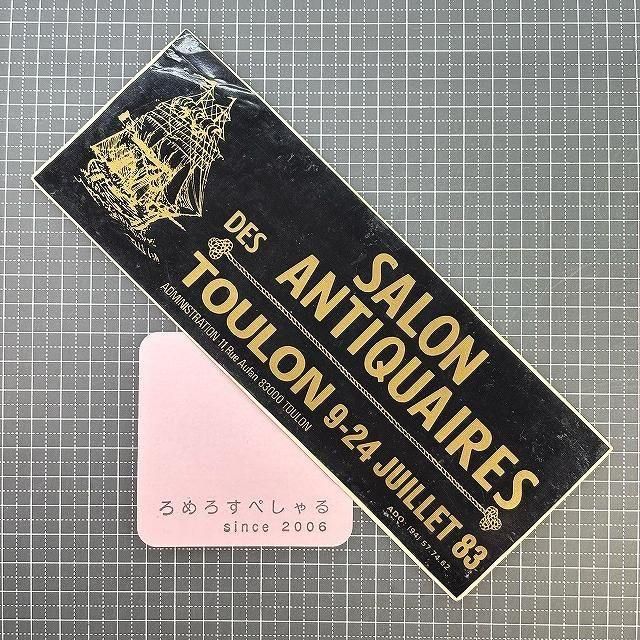 SALON
DES ANTIQUAIRES
TOULON 9-24 JUILLET 83
ADMINISTRATION 11, Rue Aufan 83000 TOULON
ADO: (94) 57.74.62
ろめろすぺしゃる
since 2006